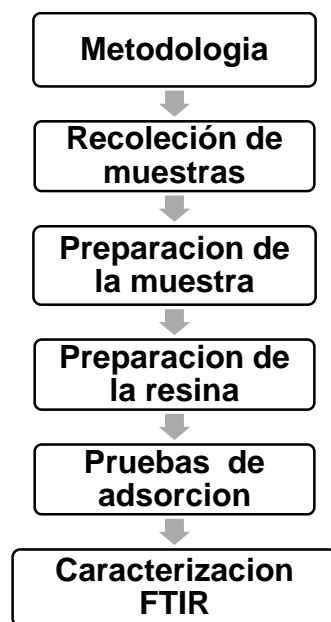 Metodologia
Recoleción de
muestras
Preparacion de
la muestra
Preparacion de
la resina
Pruebas de
adsorcion
Caracterizacion
FTIR